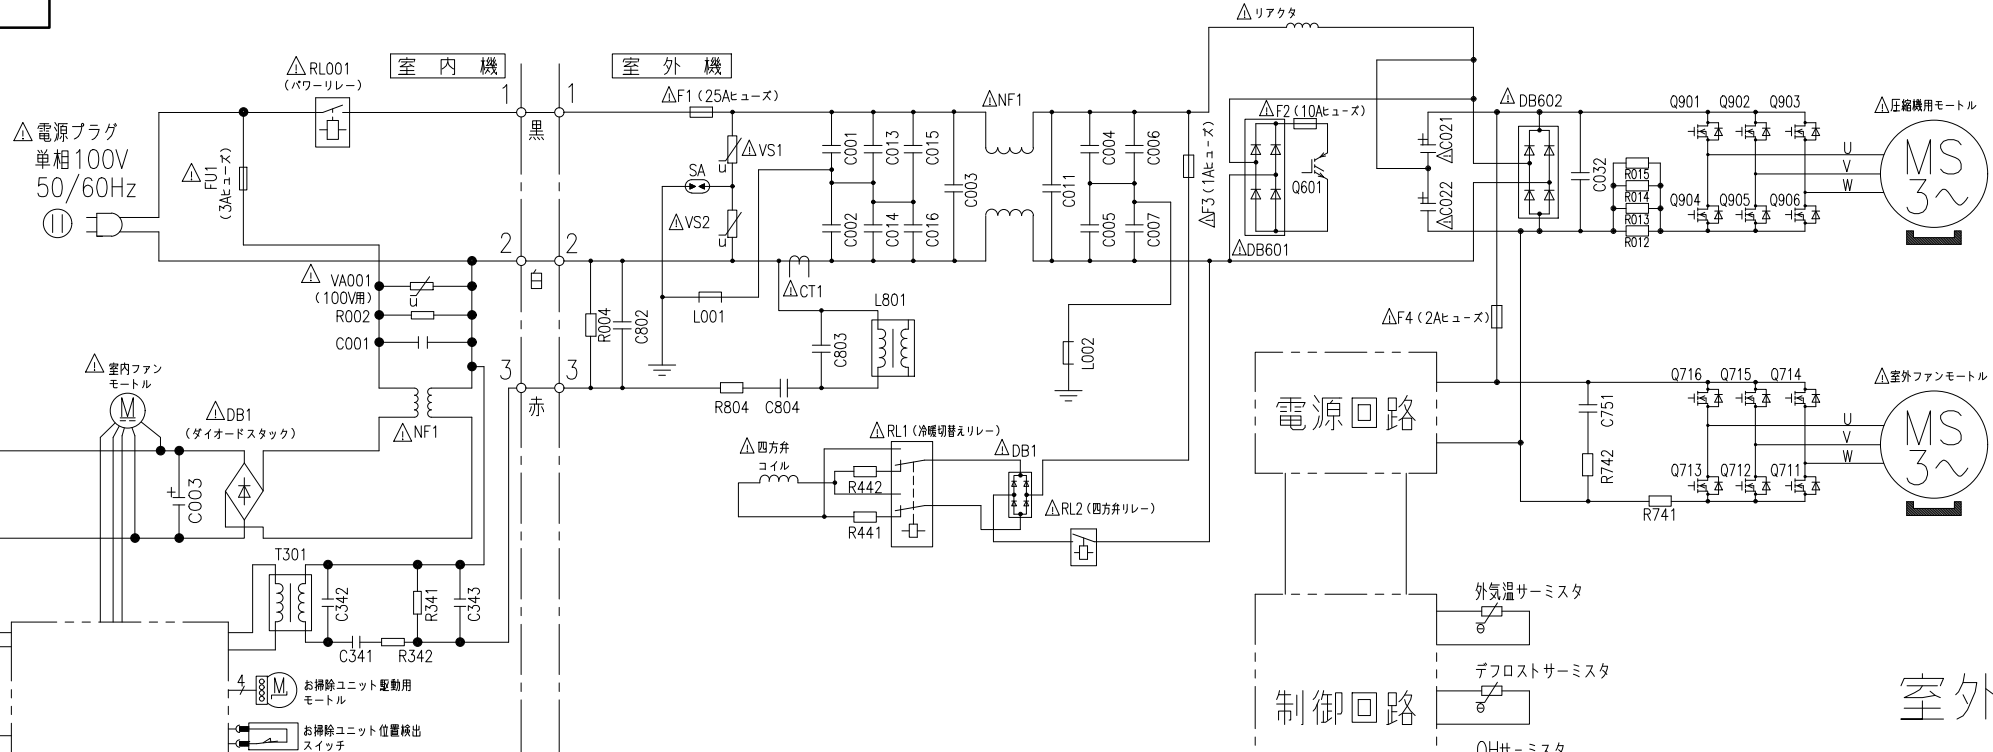 RL001
(パワーリレー)
室内機
室外機
リアクタ
電源プラグ
単相100V
50/60Hz
FU1
(3Aヒューズ)
1
1
黒
F1(25Aヒューズ)
VS1
SA
VS2
C001
C013
C015
C002
C014
C016
C003
NF1
C011
C004
C006
C005
C007
F3(1Aヒューズ)
F2(10Aヒューズ)
Q601
DB601
C021
C022
DB602
C032
R015
R014
R013
R012
Q901
Q902
Q903
Q904
Q905
Q906
圧縮機用モートル
U
V
W
MS
3~
2
2
白
VA001
(100V用)
u
R002
C001
NF1
3
3
赤
R004
C802
L001
CT1
L801
C803
R804
C804
L002
F4(2Aヒューズ)
室内ファン
モートル
M
DB1
(ダイオードスタック)
C003
四方弁
コイル
RL1(冷暖切替えリレー)
R442
R441
DB1
RL2(四方弁リレー)
電源回路
C751
R742
R741
Q716
Q715
Q714
Q713
Q712
Q711
室外ファンモートル
U
V
W
MS
3~
T301
C342
R341
C343
C341
R342
4
M
お掃除ユニット駆動用
モートル
お掃除ユニット位置検出
スイッチ
制御回路
外気温サーミスタ
θ
デフロストサーミスタ
θ
OHサーミスタ
室外